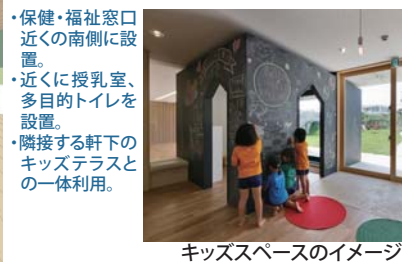 ・保健・福祉窓口
近くの南側に設
置。
・近くに授乳室、
多目的トイレを
設置。
・隣接する軒下の
キッズテラスと
の一体利用。
キッズスペースのイメージ